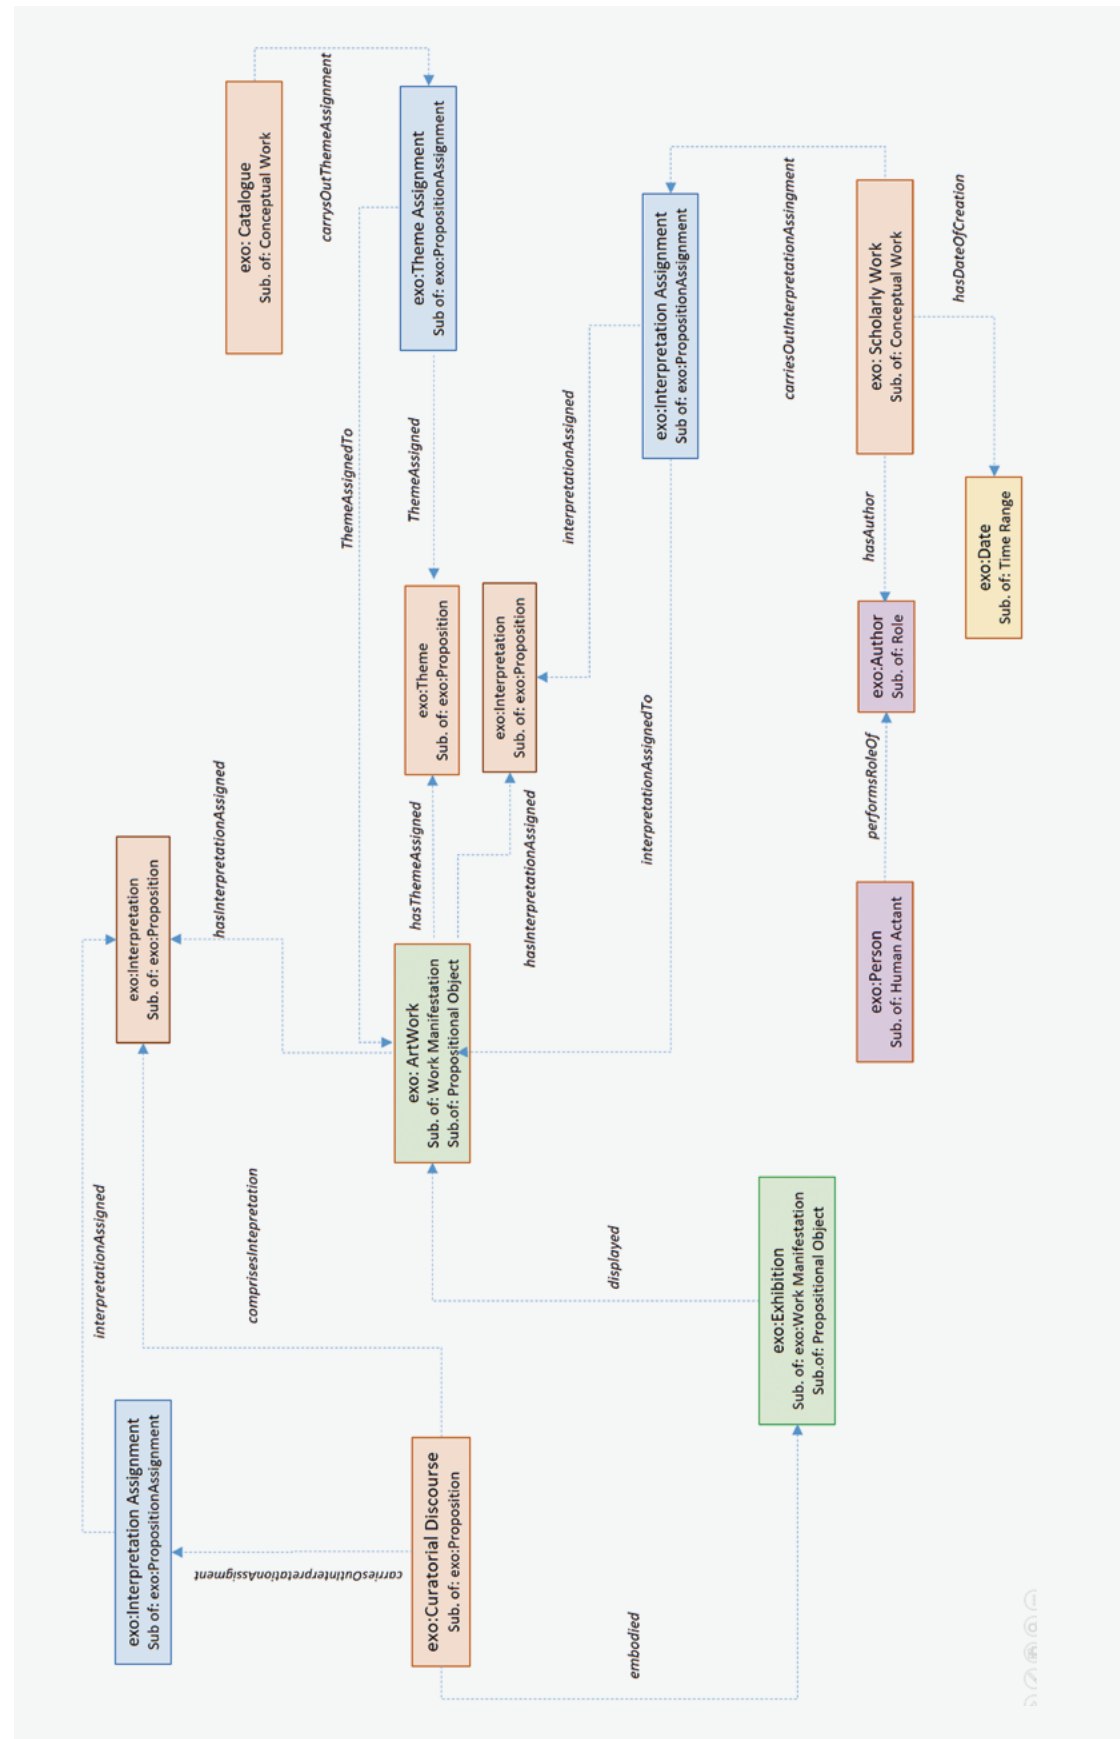 exo: Catalogue
Sub. of: Conceptual Work
carrysOutThemeAssignment
exo:Theme Assignment
Sub of: exo:PropositionAssignment
ThemeAssignedTo
ThemeAssigned
exo:Interpretation Assignment
Sub of: exo:PropositionAssignment
carriesOutInterpretationAssingment
exo: Scholarly Work
Sub. of: Conceptual Work
hasDateOfCreation
interpretationAssigned
hasAuthor
exo:Date
Sub. of: Time Range
exo:Theme
Sub. of: exo:Proposition
exo:Interpretation
Sub. of: exo:Proposition
exo:Author
Sub. of: Role
hasInterpretationAssigned
hasThemeAssigned
hasInterpretationAssigned
interpretationAssignedTo
performsRoleOf
exo:Interpretation
Sub. of: exo:Proposition
exo: ArtWork
Sub. of: Work Manifestation
Sub.of: Propositional Object
exo:Person
Sub. of: Human Actant
interpretationAssigned
comprisesIntepretation
displayed
exo:Exhibition
Sub. of: exo:Work Manifestation
Sub.of: Propositional Object
exo:Interpretation Assignment
Sub of: exo:PropositionAssignment
carriesOutInterpretationAssigment
exo:Curatorial Discourse
Sub. of: exo:Proposition
embodied